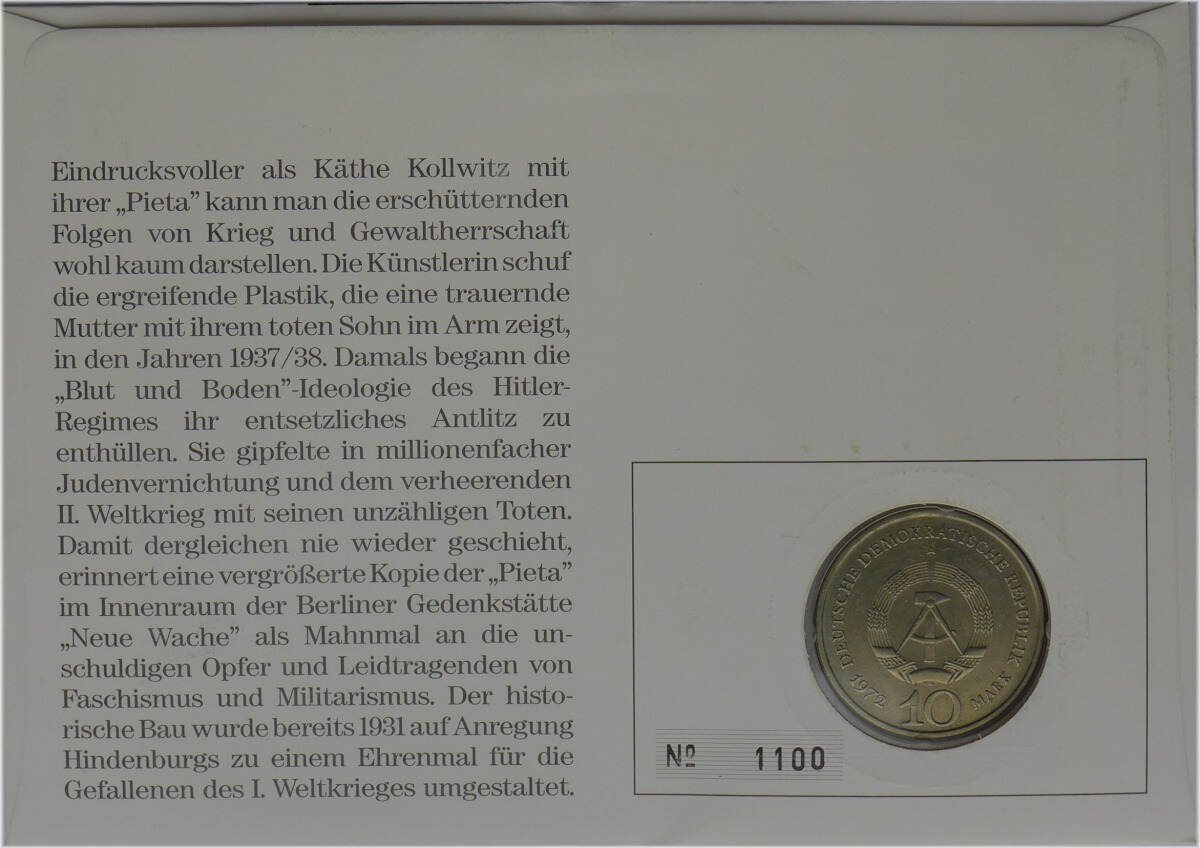 Eindrucksvoller als Käthe Kollwitz mit
ihrer „Pieta” kann man die erschütternden
Folgen von Krieg und Gewaltherrschaft
wohl kaum darstellen. Die Künstlerin schuf
die ergreifende Plastik, die eine trauernde
Mutter mit ihrem toten Sohn im Arm zeigt,
in den Jahren 1937/38. Damals begann die
„Blut und Boden”-Ideologie des Hitler-
Regimes ihr entsetzliches Antlitz zu
enthüllen. Sie gipfelte in millionenfacher
Judenvernichtung und dem verheerenden
II. Weltkrieg mit seinen unzähligen Toten.
Damit dergleichen nie wieder geschieht,
erinnert eine vergrößerte Kopie der „Pieta”
im Innenraum der Berliner Gedenkstätte
„Neue Wache” als Mahnmal an die un-
schuldigen Opfer und Leidtragenden von
Faschismus und Militarismus. Der histo-
rische Bau wurde bereits 1931 auf Anregung
Hindenburgs zu einem Ehrenmal für die
Gefallenen des I. Weltkrieges umgestaltet.
DEUTSCHE DEMOKRATISCHE REPUBLIK
1972 10 MARK
Nº 1100